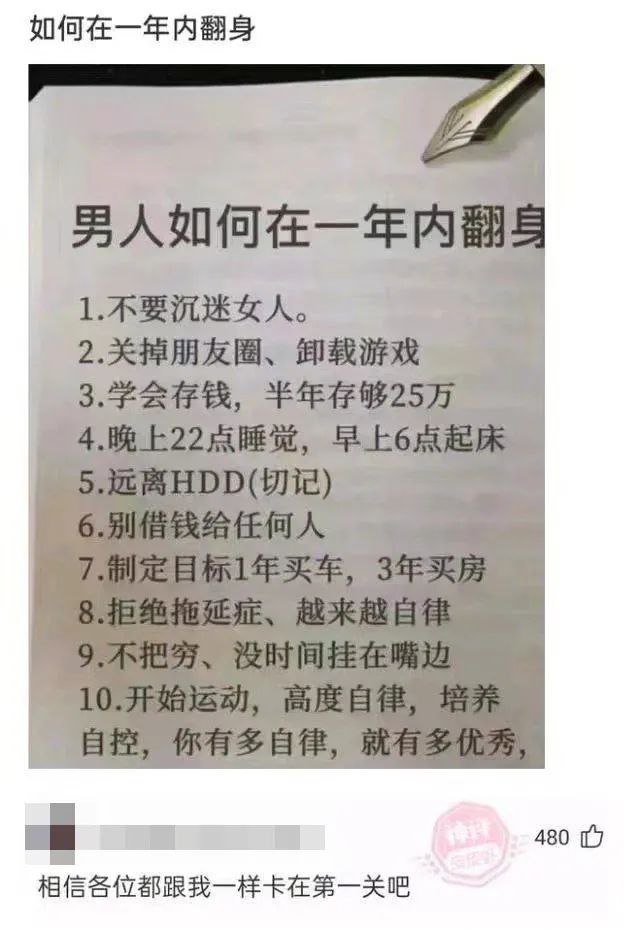 如何在一年内翻身
男人如何在一年内翻身
1.不要沉迷女人。
2.关掉朋友圈、卸载游戏
3.学会存钱，半年存够25万
4.晚上22点睡觉，早上6点起床
5.远离HDD(切记)
6.别借钱给任何人
7.制定目标1年买车，3年买房
8.拒绝拖延症、越来越自律
9.不把穷、没时间挂在嘴边
10.开始运动，高度自律，培养
自控，你有多自律，就有多优秀，
480
相信各位都跟我一样卡在第一关吧